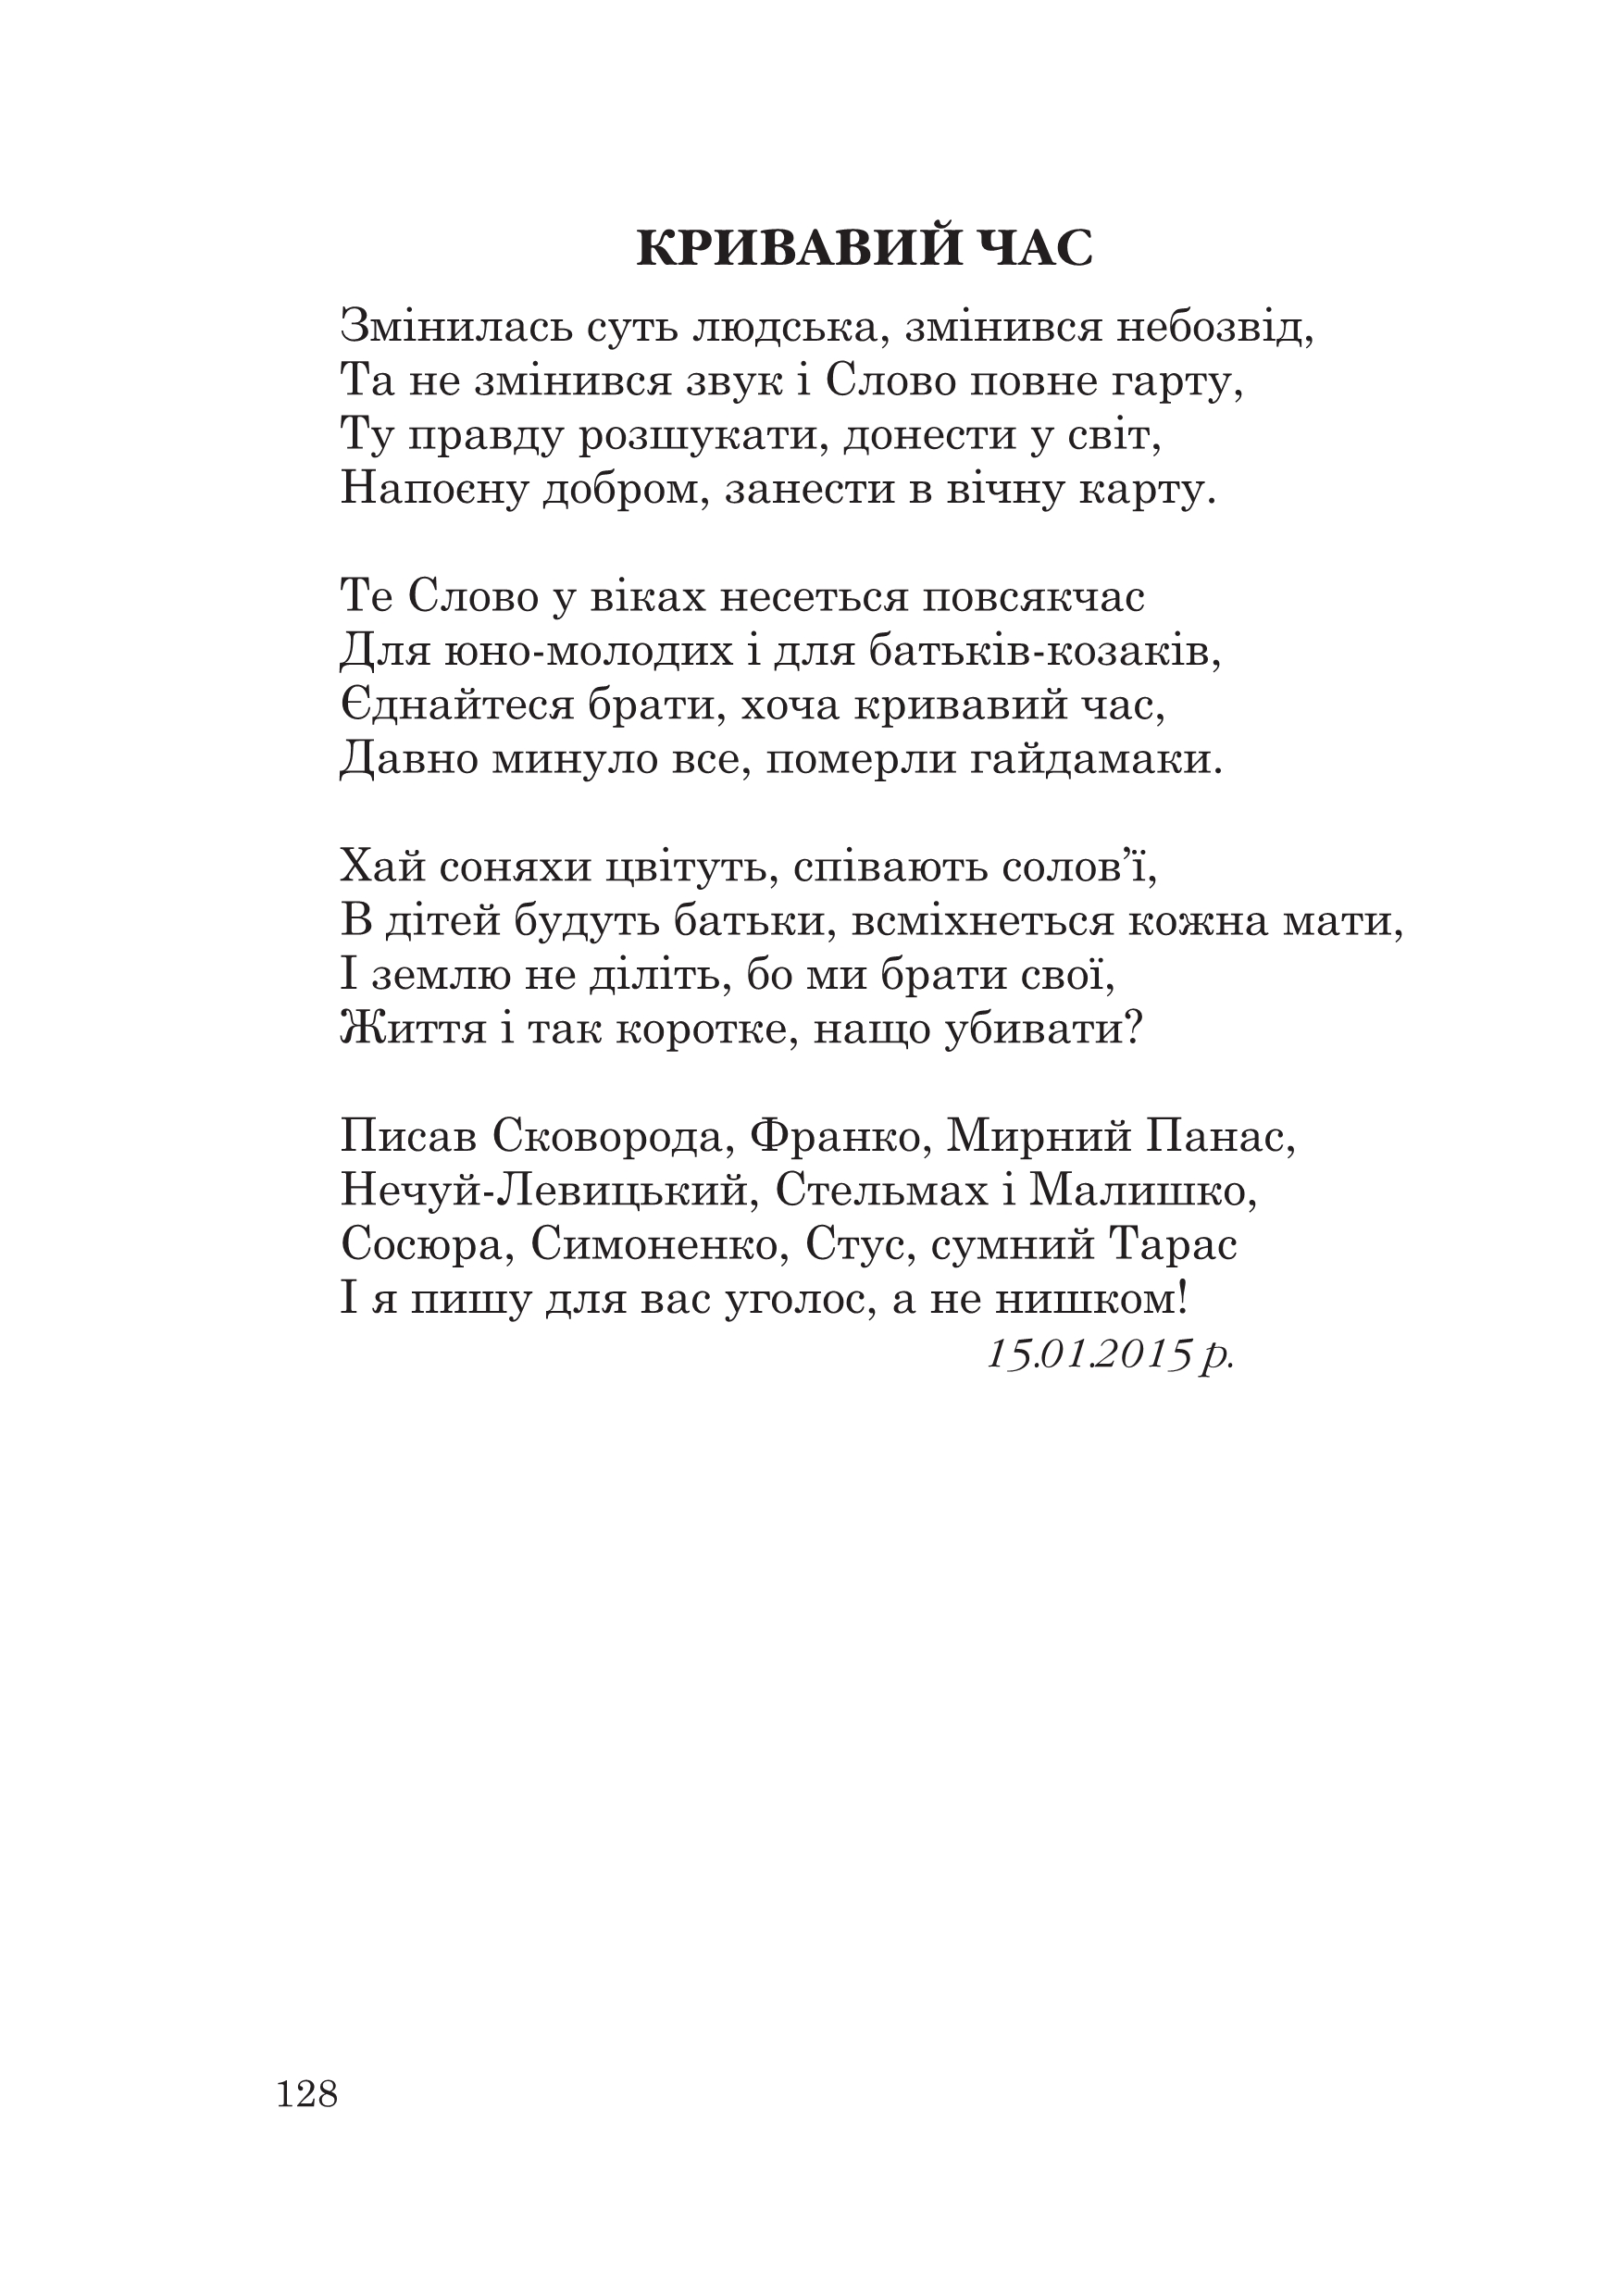 КРИВАВИЙ ЧАС
Змінилась суть людська, змінився небозвід,
Та не змінився звук і Слово повне гарту,
Ту правду розшукати, донести у світ,
Напоєну добром, занести в вічну карту.
Те Слово у віках несеться повсякчас
Для юно-молодих і для батьків-козаків,
Єднайтеся брати, хоча кривавий час,
Давно минуло все, померли гайдамаки.
Хай соняхи цвітуть, співають солов’ї,
В дітей будуть батьки, всміхнеться кожна мати,
І землю не діліть, бо ми брати свої,
Життя і так коротке, нащо убивати?
Писав Сковорода, Франко, Мирний Панас,
Нечуй-Левицький, Стельмах і Малишко,
Сосюра, Симоненко, Стус, сумний Тарас
І я пишу для вас уголос, а не нишком!
15.01.2015 р.
128